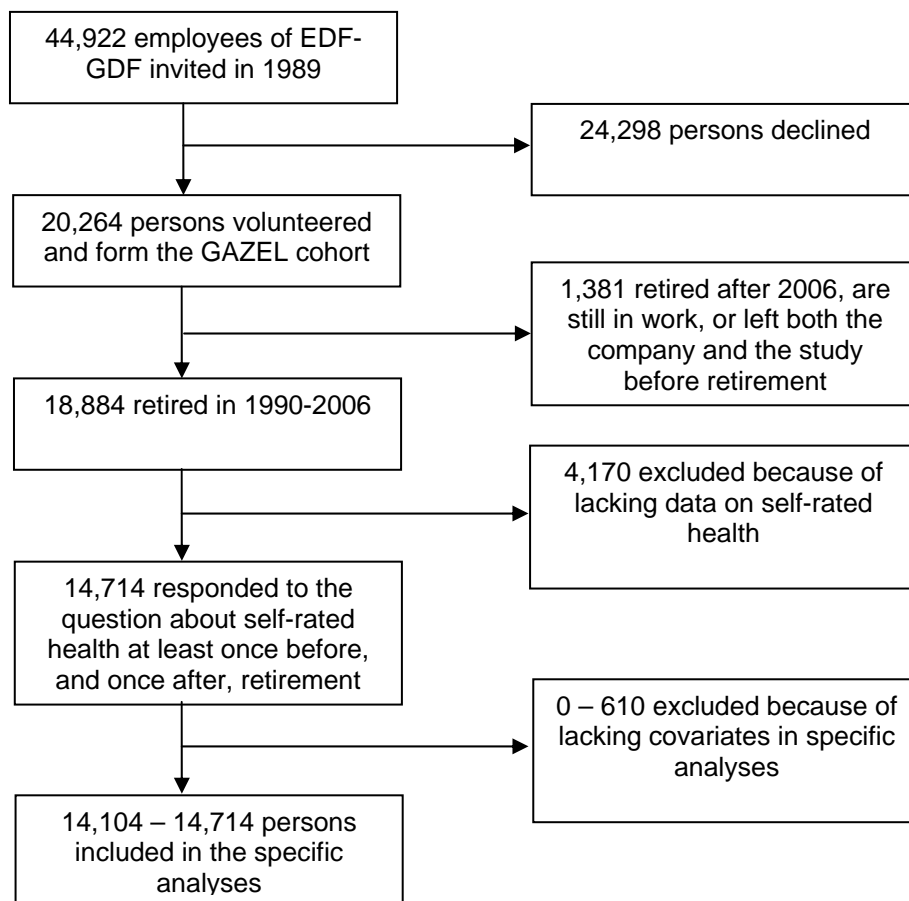 44,922 employees of EDF-
GDF invited in 1989
24,298 persons declined
20,264 persons volunteered
and form the GAZEL cohort
1,381 retired after 2006, are
still in work, or left both the
company and the study
before retirement
18,884 retired in 1990-2006
4,170 excluded because of
lacking data on self-rated
health
14,714 responded to the
question about self-rated
health at least once before,
and once after, retirement
0 – 610 excluded because of
lacking covariates in specific
analyses
14,104 – 14,714 persons
included in the specific
analyses